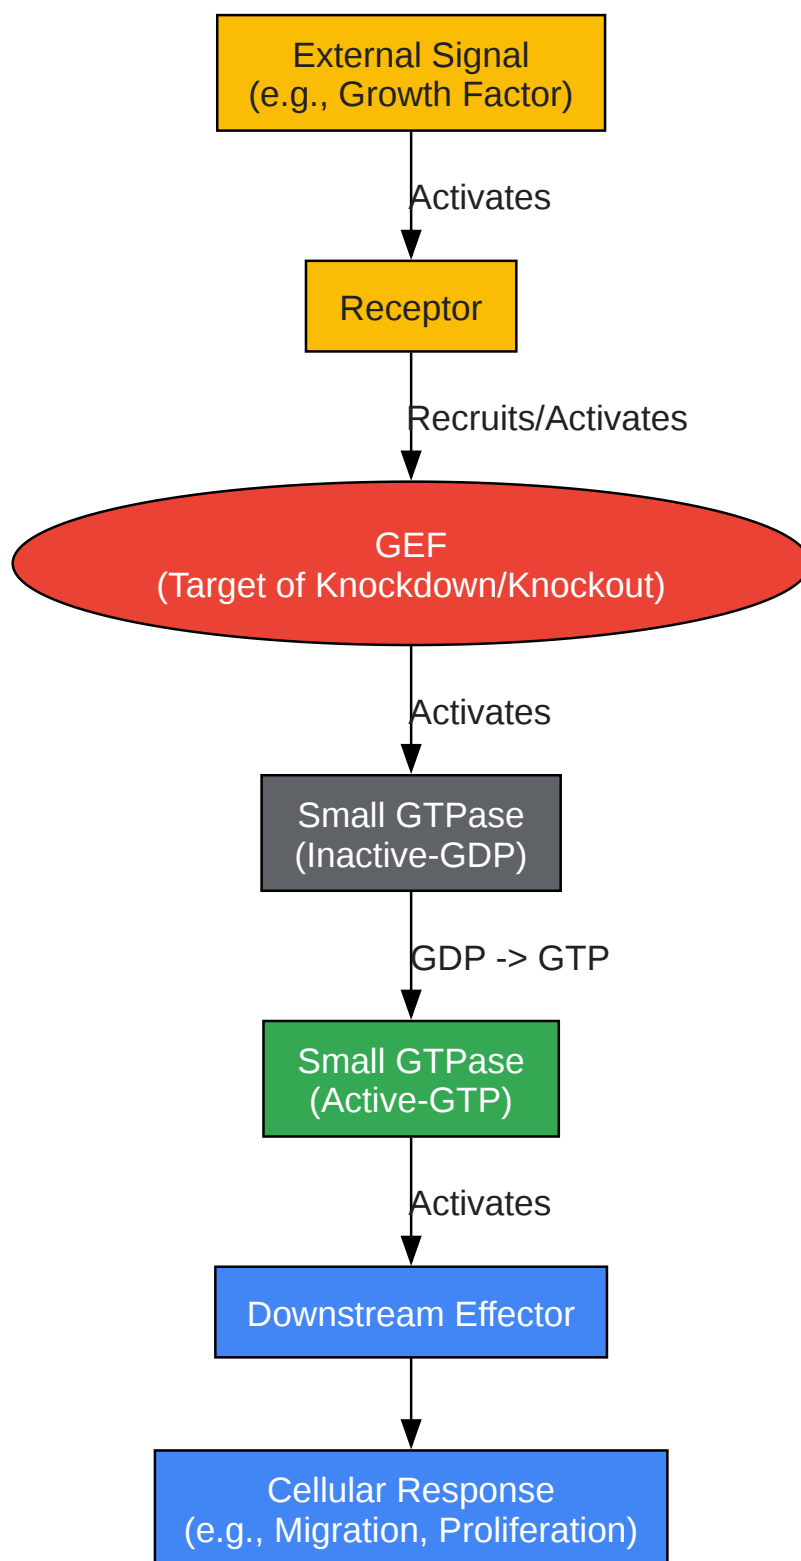 External Signal
(e.g., Growth Factor)
Activates
Receptor
Recruits/Activates
GEF
(Target of Knockdown/Knockout)
Activates
Small GTPase
(Inactive-GDP)
GDP -> GTP
Small GTPase
(Active-GTP)
Activates
Downstream Effector
Cellular Response
(e.g., Migration, Proliferation)